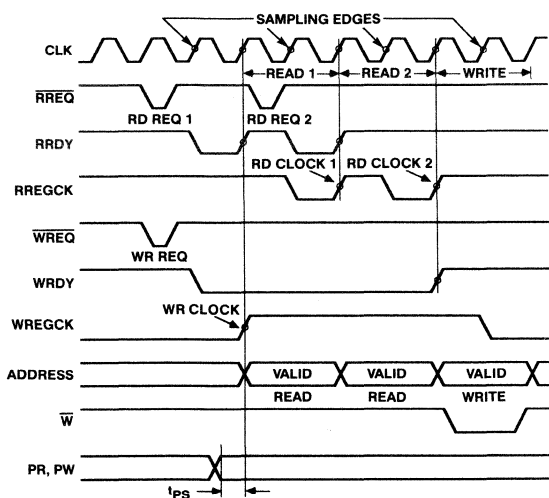 SAMPLING EDGES
CLK
READ 1 READ 2 WRITE
RREQ
RD REQ 1 RD REQ 2
RRDY
RD CLOCK 1 RD CLOCK 2
RREGCK
WREQ
WR REQ
WRDY
WR CLOCK
WREGCK
ADDRESS VALID VALID VALID
READ READ WRITE
W
PR, PW
tPS